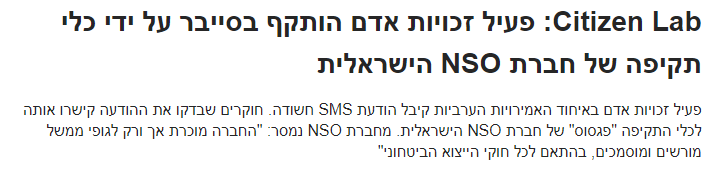 Citizen Lab: פעיל זכויות אדם הותקף בסייבר על ידי כלי
תקיפה של חברת NSO הישראלית
פעיל זכויות אדם באיחוד האמירויות הערביות קיבל הודעת SMS חשודה. חוקרים שבדקו את ההודעה קישרו אותה
לכלי התקיפה "פגסוס" של חברת NSO הישראלית. מחברת NSO נמסר: "החברה מוכרת אך ורק לגופי ממשל
מורשים ומוסמכים, בהתאם לכל חוקי הייצוא הביטחוני"